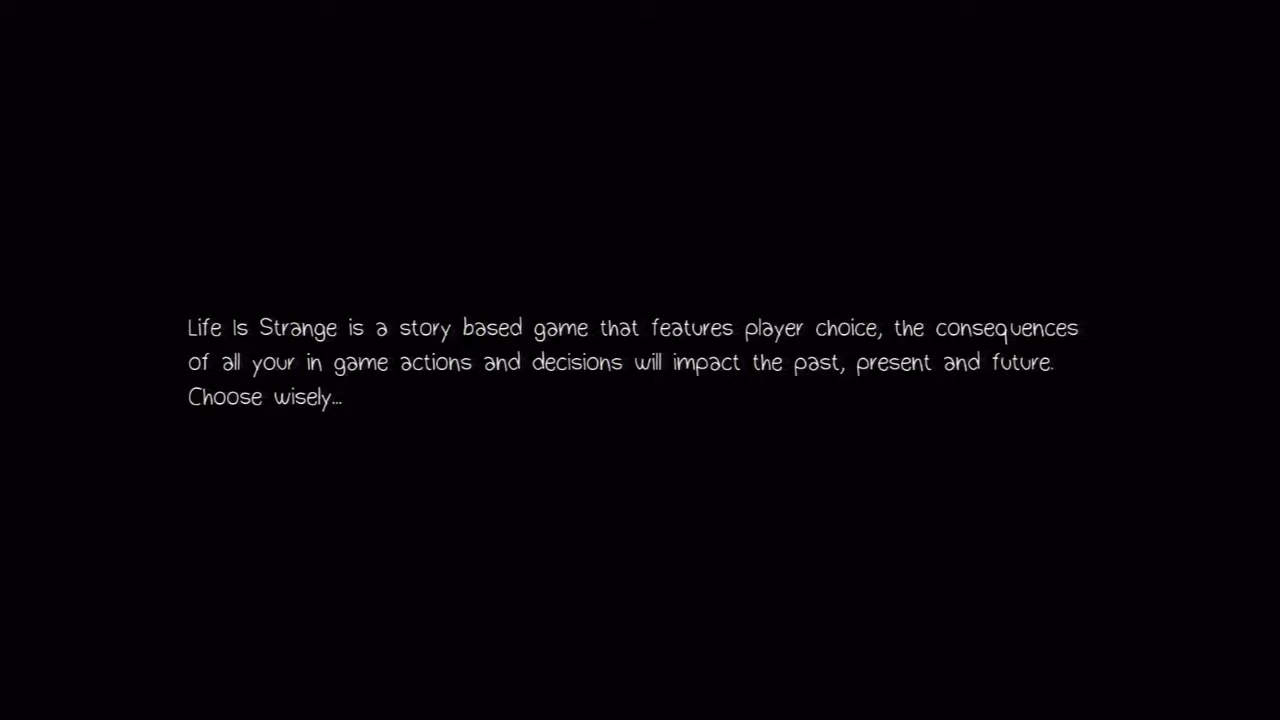 Life Is Strange is a story based game that features player choice, the consequences
of all your in game actions and decisions will impact the past, present and future.
Choose wisely...